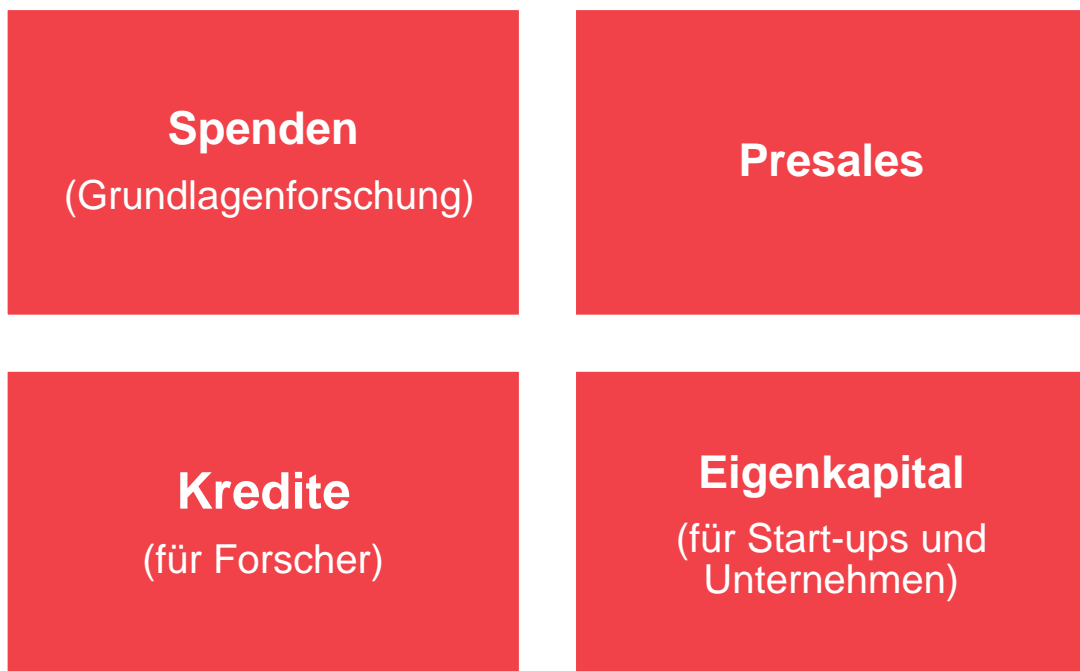 Spenden
(Grundlagenforschung)
Presales
Kredite
(für Forscher)
Eigenkapital
(für Start-ups und
Unternehmen)